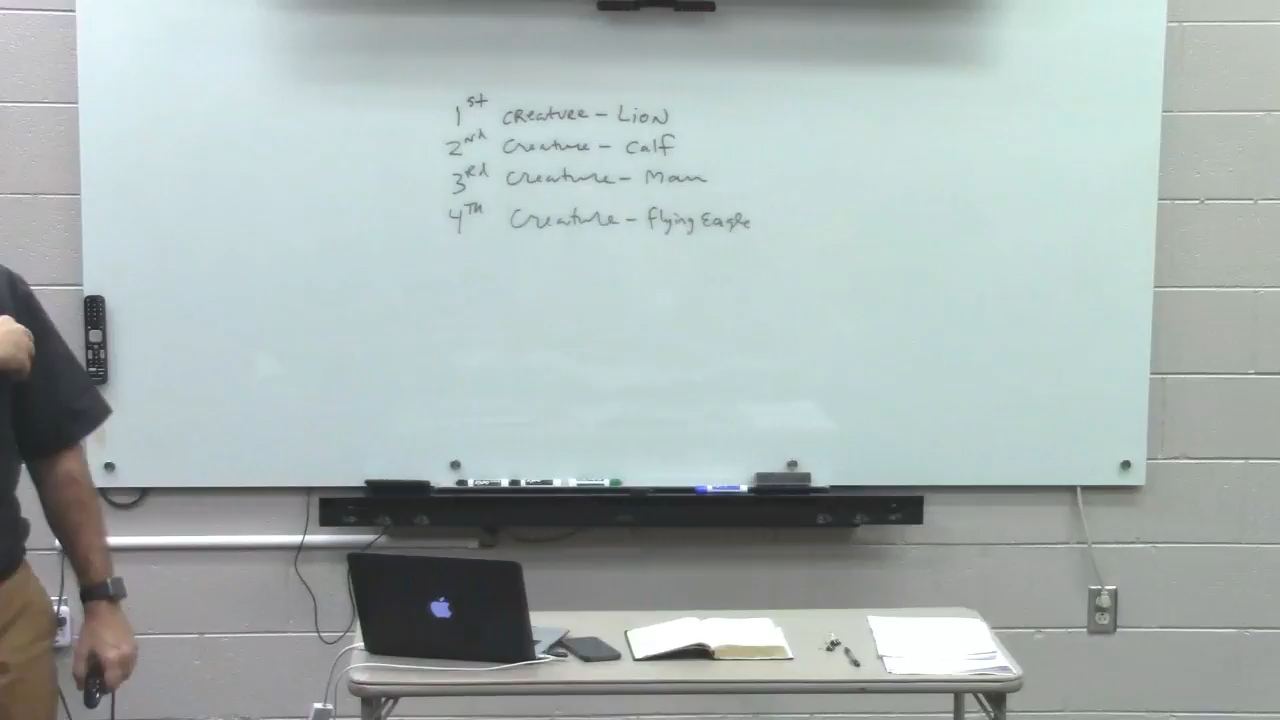 1st Creature - Lion
2nd Creature - Calf
3Rd Creature - Man
4TH Creature - Flying Eagle